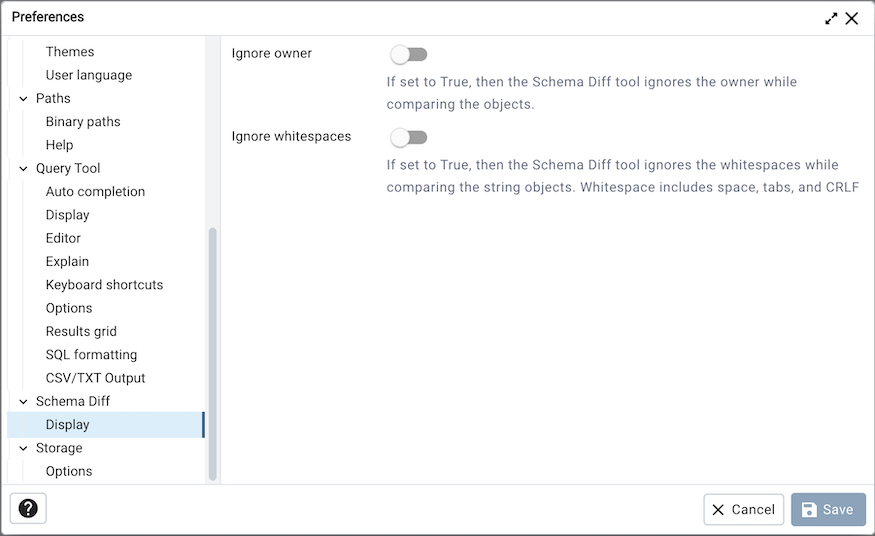 Preferences
Themes
User language
Paths
Binary paths
Help
Query Tool
Auto completion
Display
Editor
Explain
Keyboard shortcuts
Options
Results grid
SQL formatting
CSV/TXT Output
Schema Diff
Display
Storage
Options
Ignore owner
If set to True, then the Schema Diff tool ignores the owner while
comparing the objects.
Ignore whitespaces
If set to True, then the Schema Diff tool ignores the whitespaces while
comparing the string objects. Whitespace includes space, tabs, and CRLF
?
Cancel
Save